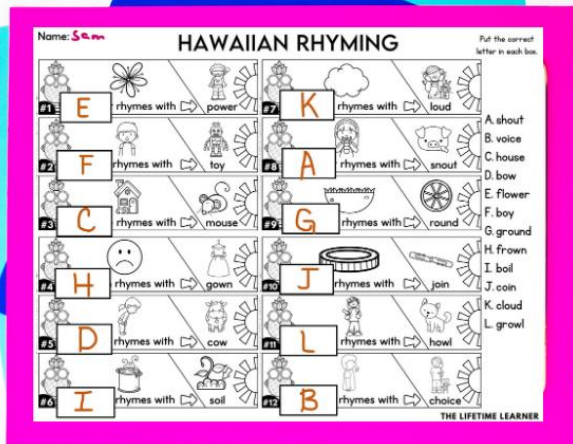 Name: Sam
HAWAIIAN RHYMING
Put the correct
letter in each box.
#1 E rhymes with power
#7 K rhymes with loud
#2 F rhymes with toy
#8 A rhymes with snout
#3 C rhymes with mouse
#9 G rhymes with round
#4 H rhymes with gown
#10 J rhymes with join
#5 D rhymes with cow
#11 L rhymes with howl
#6 I rhymes with soil
#12 B rhymes with choice
A. shout
B. voice
C. house
D. bow
E. flower
F. boy
G. ground
H. frown
I. boil
J. coin
K. cloud
L. growl
THE LIFETIME LEARNER